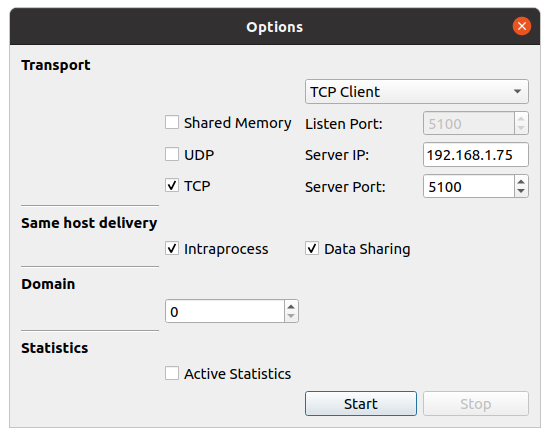 Options
Transport
TCP Client
Shared Memory Listen Port: 5100
UDP Server IP: 192.168.1.75
TCP Server Port: 5100
Same host delivery
Intraprocess Data Sharing
Domain
0
Statistics
Active Statistics
Start Stop